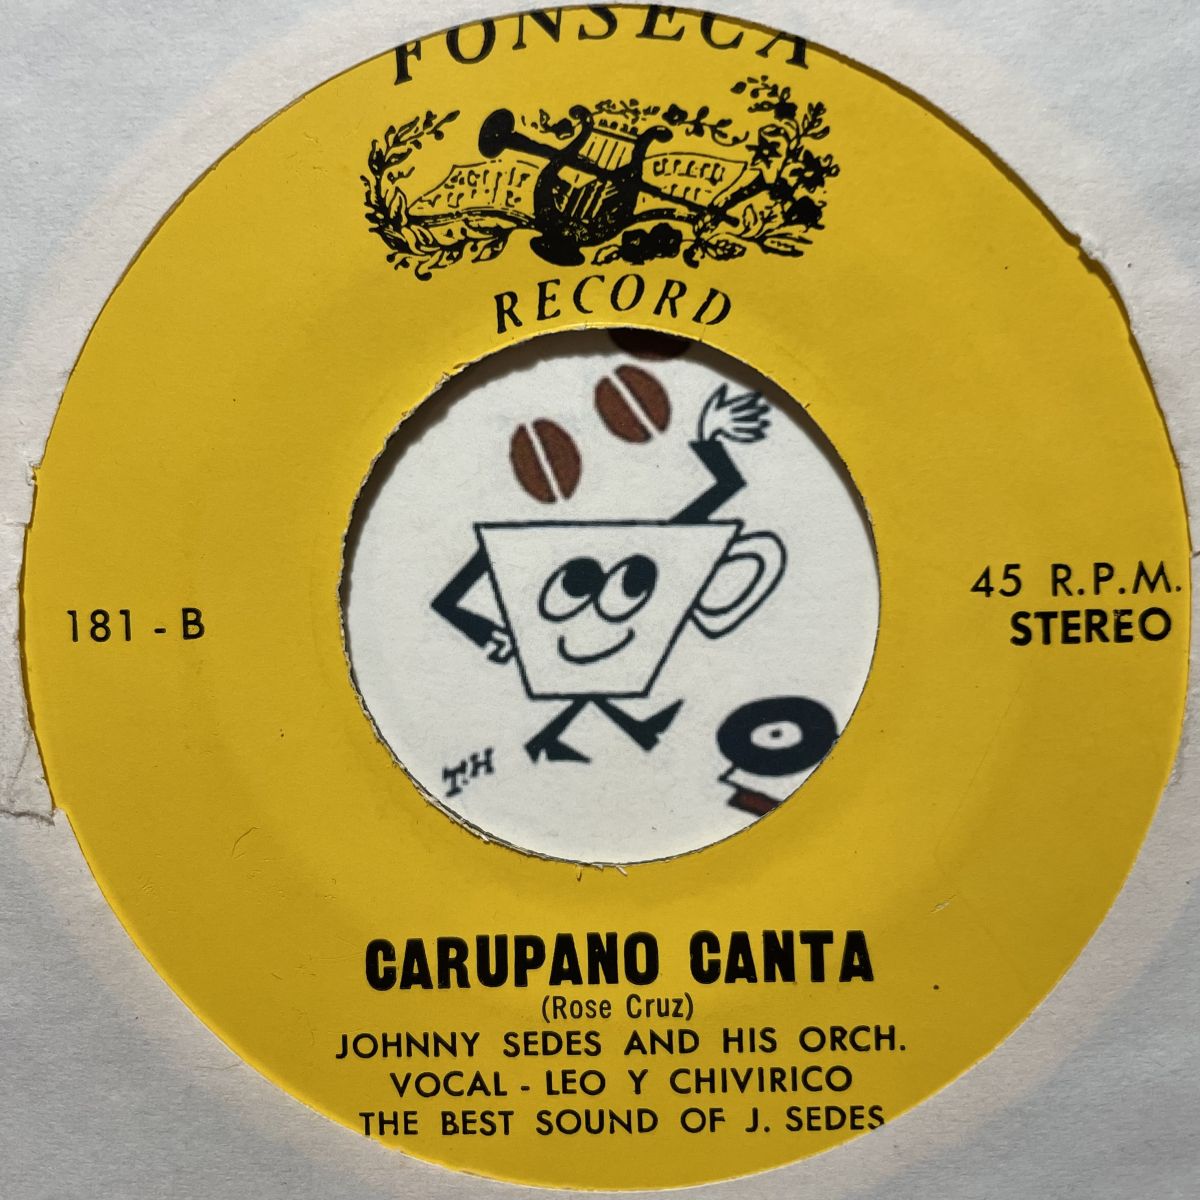 FONSECA
RECORD
181 - B
45 R.P.M.
STEREO
T.H
CARUPANO CANTA
(Rose Cruz)
JOHNNY SEDES AND HIS ORCH.
VOCAL - LEO Y CHIVIRICO
THE BEST SOUND OF J. SEDES